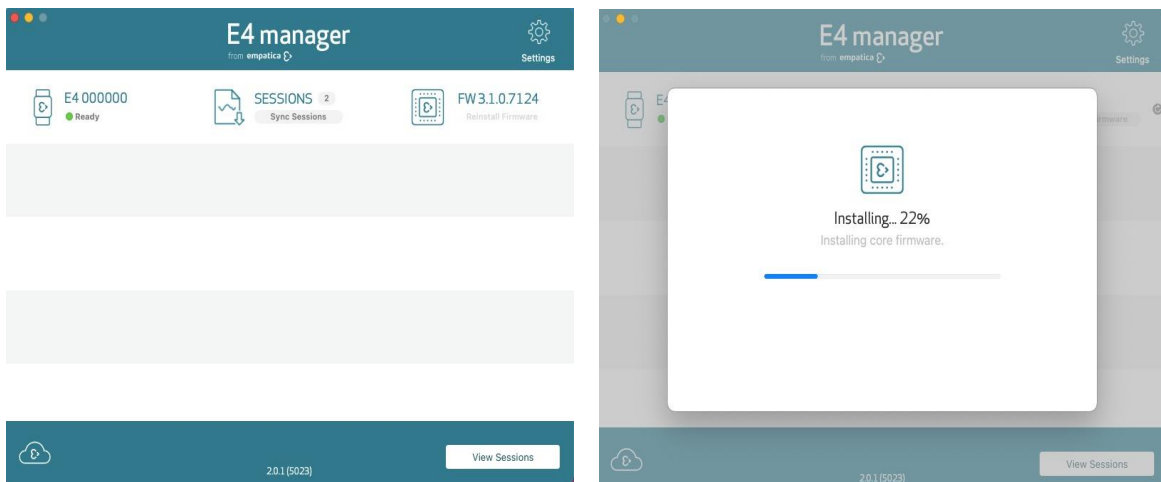 E4 manager
from empatica
Settings
E4 000000
Ready
SESSIONS 2
Sync Sessions
FW 3.1.0.7124
Reinstall Firmware
2.0.1 (5023)
View Sessions
E4 manager
from empatica
Settings
E4
Installing... 22%
Installing core firmware.
2.0.1 (5023)
View Sessions